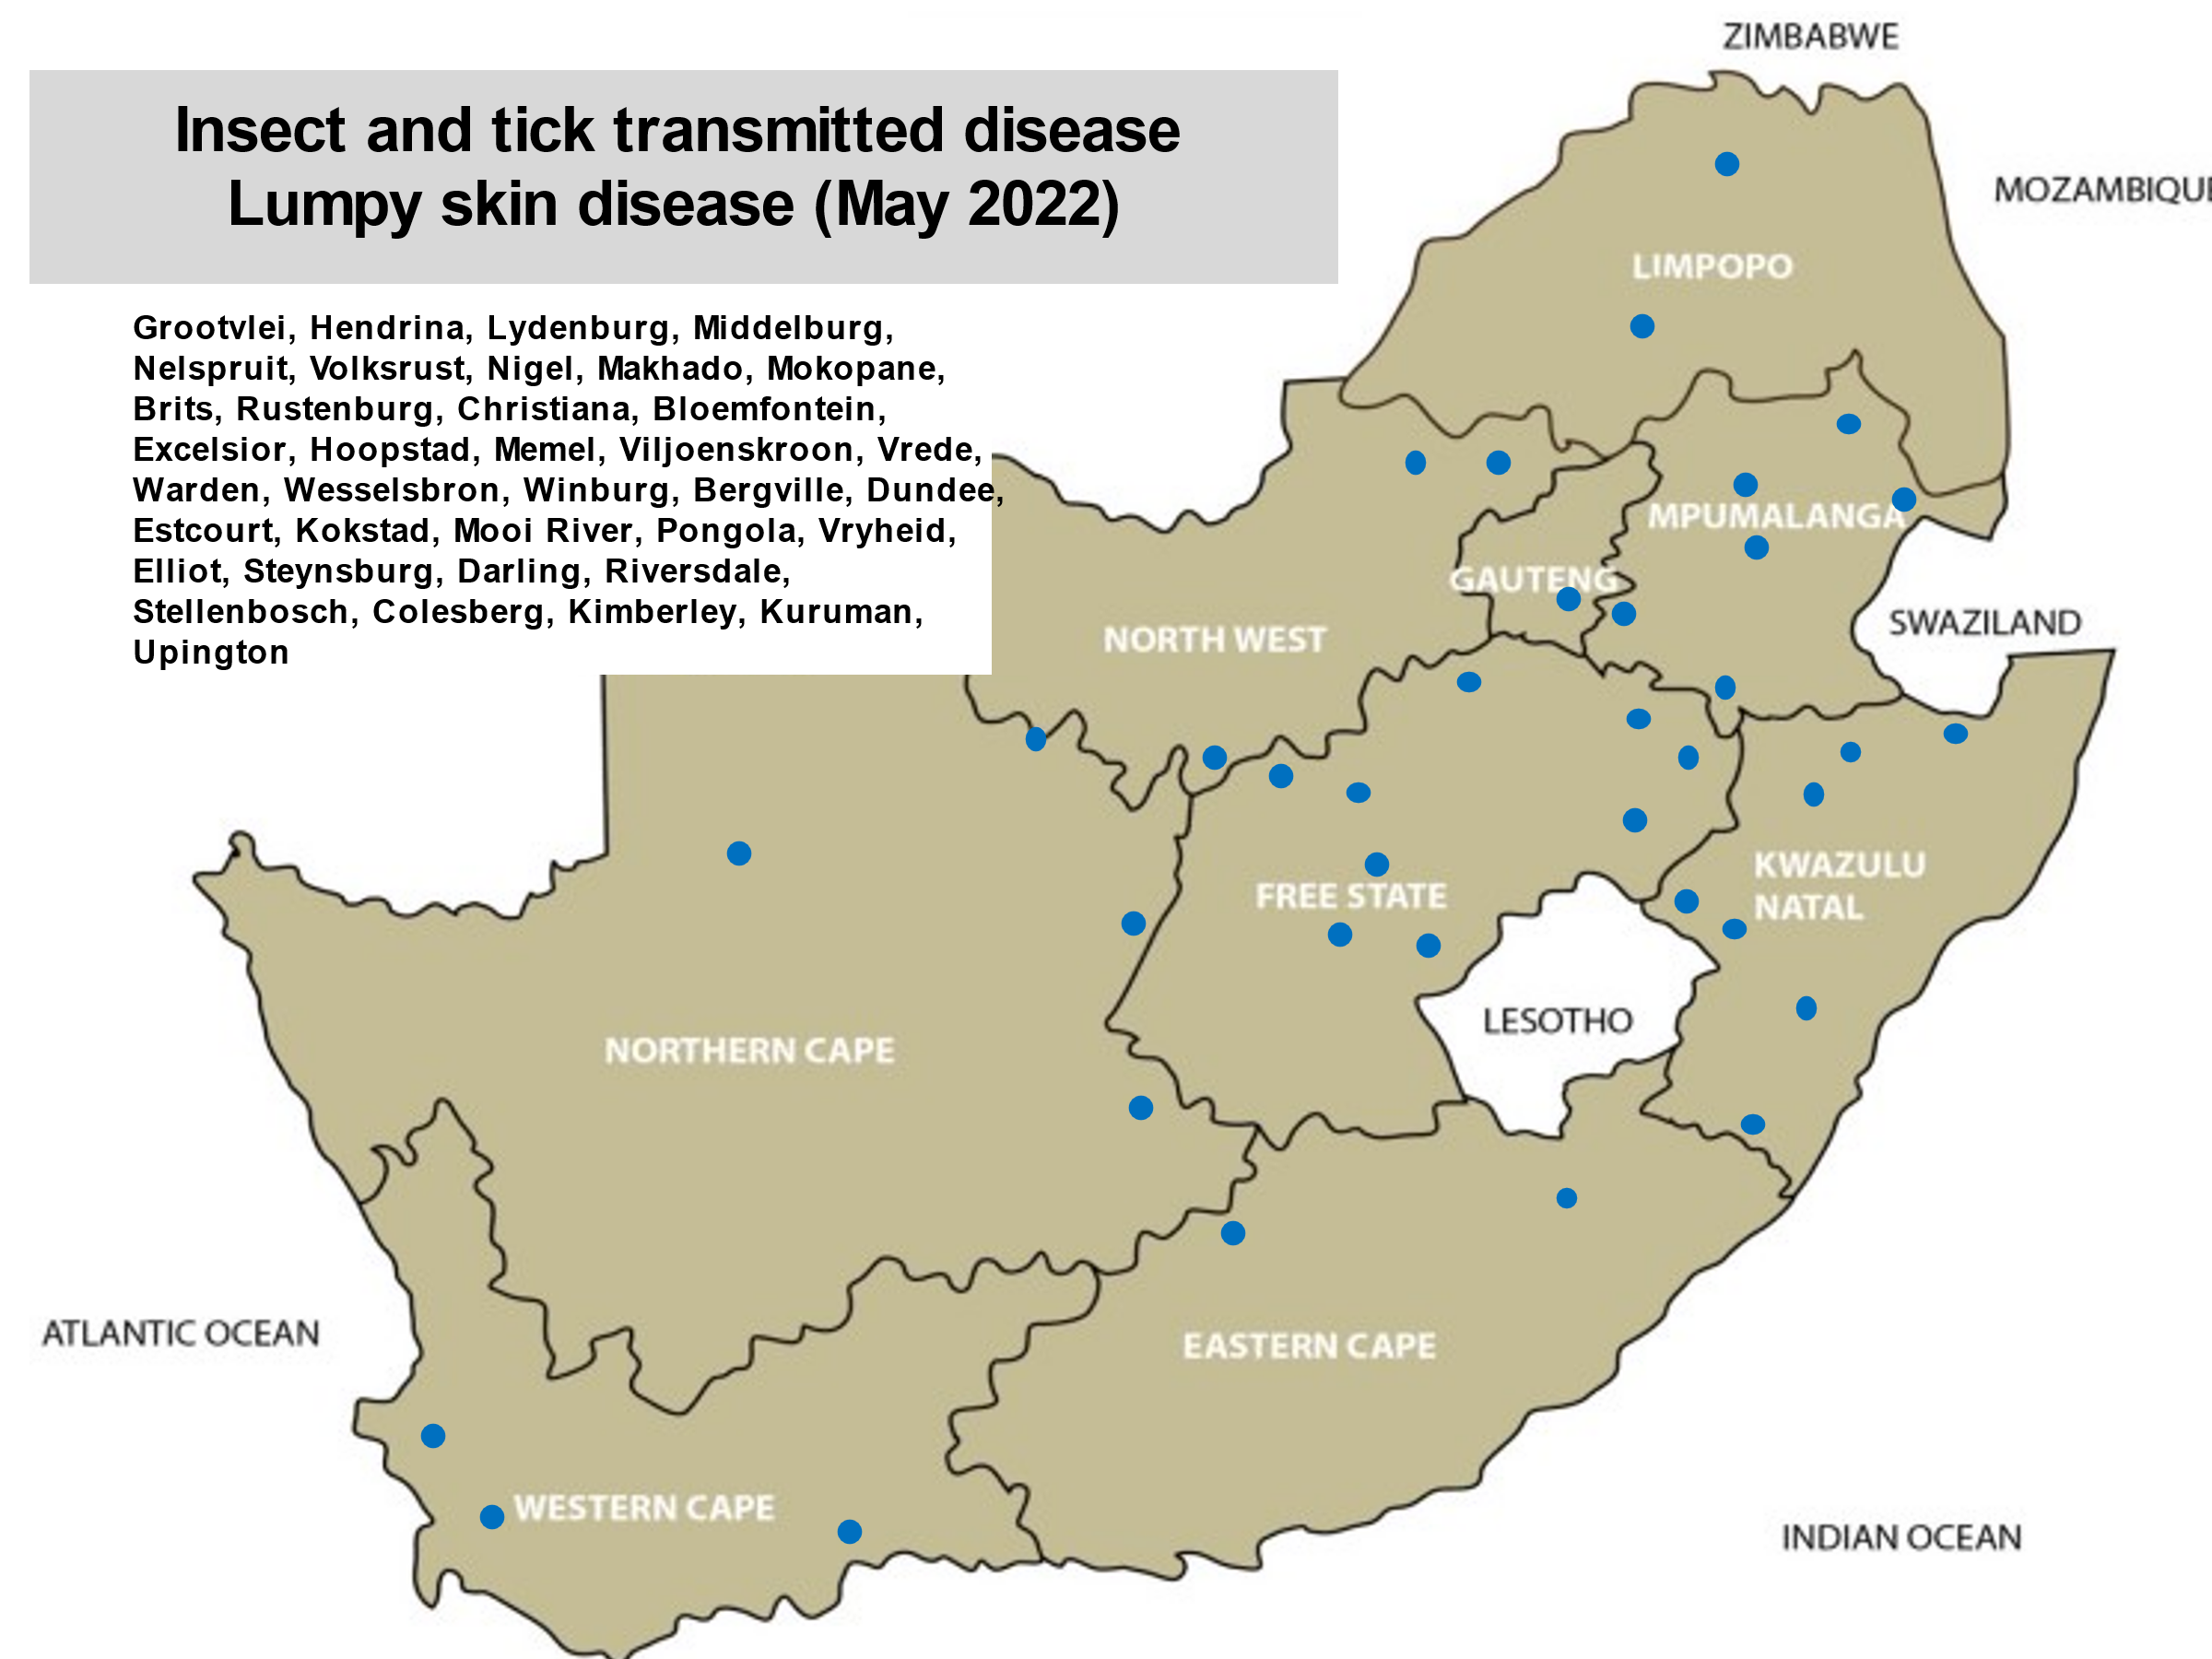 Insect and tick transmitted disease
Lumpy skin disease (May 2022)
Grootvlei, Hendrina, Lydenburg, Middelburg,
Nelspruit, Volksrust, Nigel, Makhado, Mokopane,
Brits, Rustenburg, Christiana, Bloemfontein,
Excelsior, Hoopstad, Memel, Viljoenskroon, Vrede,
Warden, Wesselsbron, Winburg, Bergville, Dundee,
Estcourt, Kokstad, Mooi River, Pongola, Vryheid,
Elliot, Steynsburg, Darling, Riversdale,
Stellenbosch, Colesberg, Kimberley, Kuruman,
Upington
ZIMBABWE
MOZAMBIQUE
LIMPOPO
MPUMALANGA
GAUTENG
SWAZILAND
NORTH WEST
KWAZULU
NATAL
FREE STATE
LESOTHO
NORTHERN CAPE
ATLANTIC OCEAN
EASTERN CAPE
WESTERN CAPE
INDIAN OCEAN